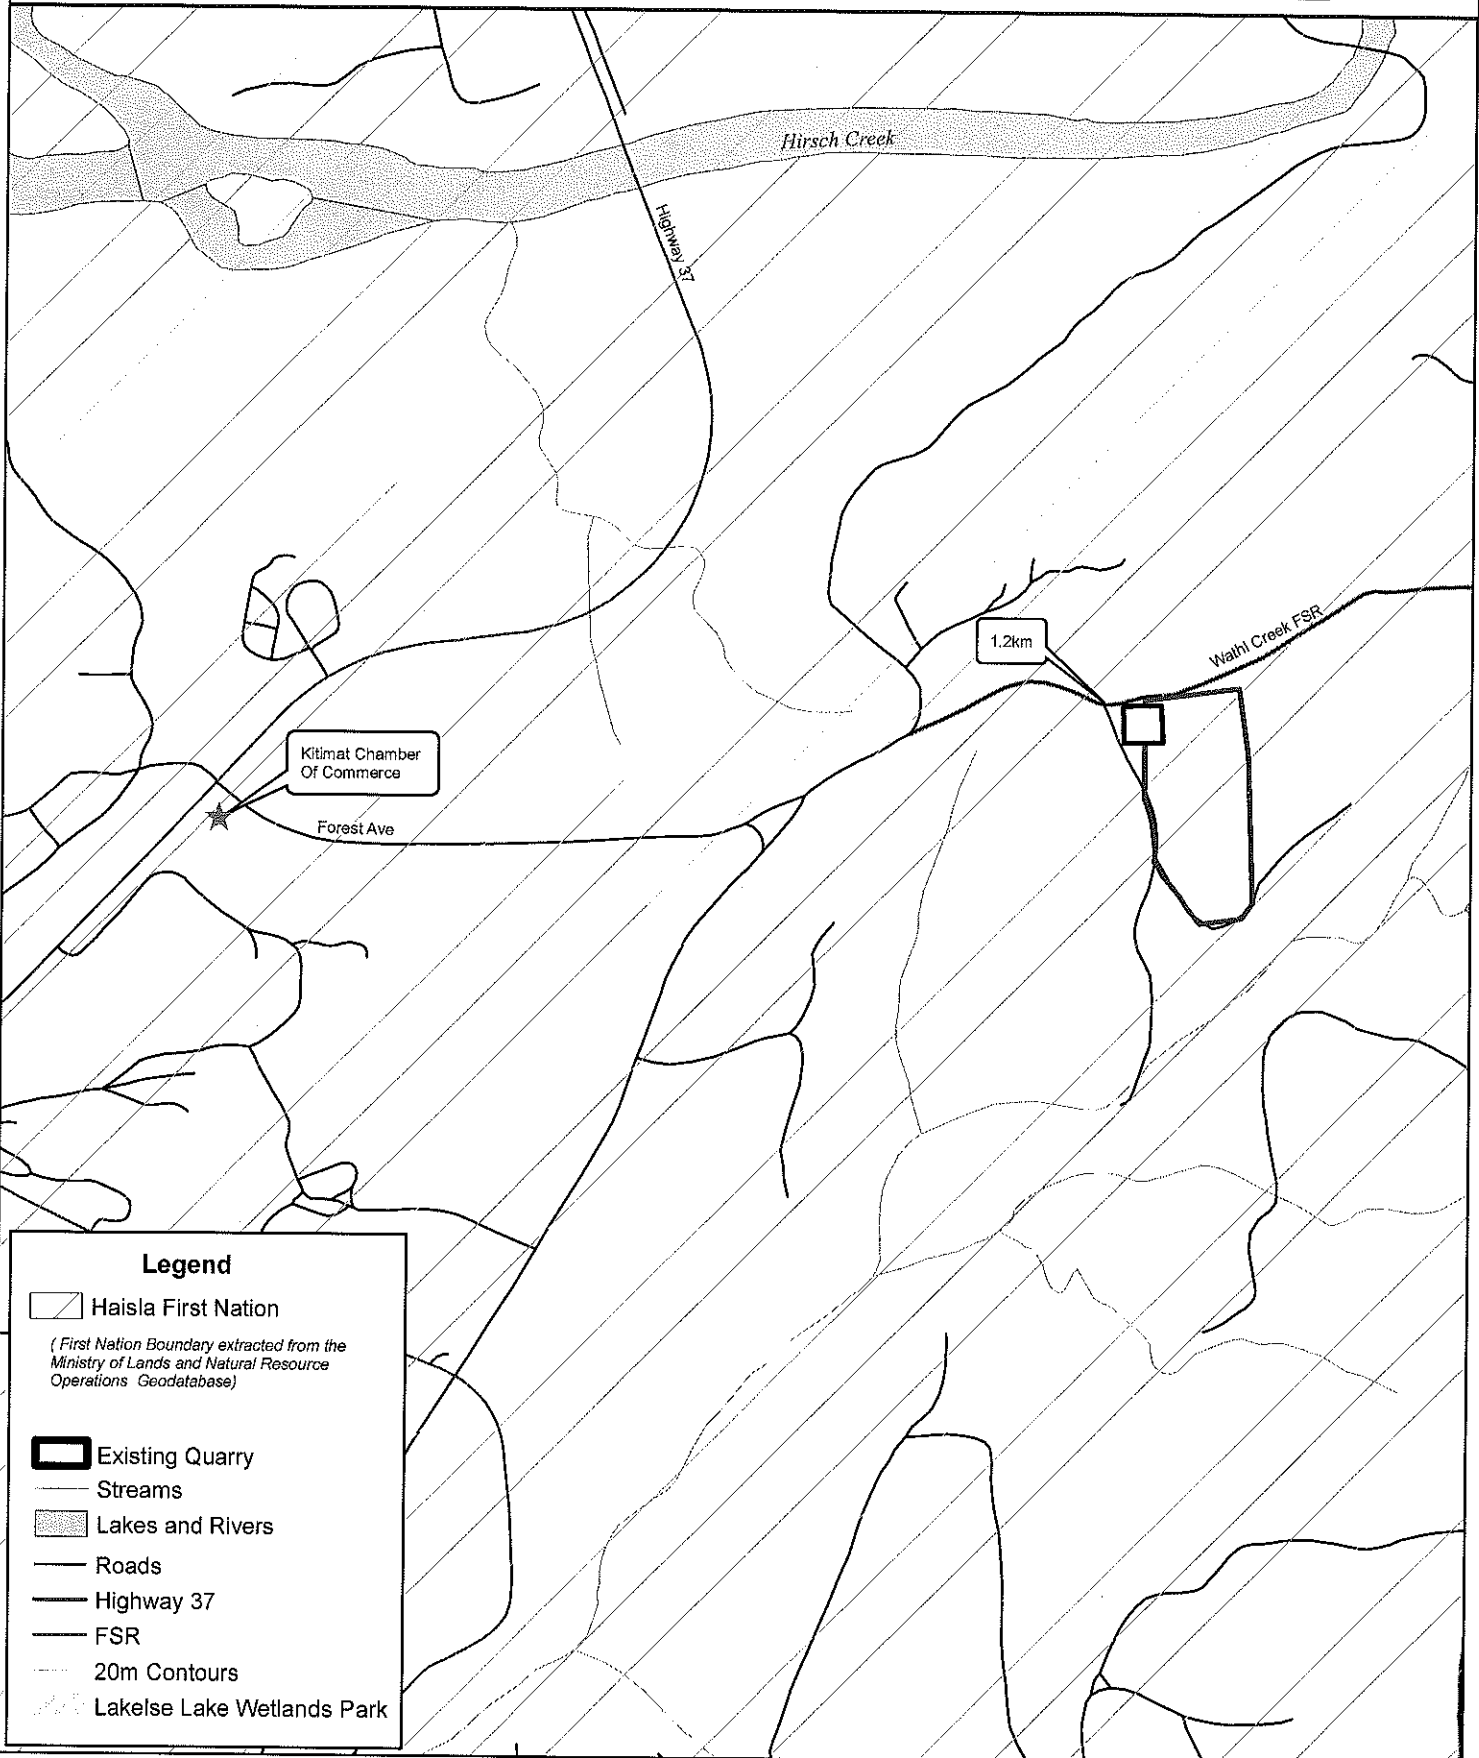 Hirsch Creek
Highway 37
1.2km
Wathl Creek FSR
Kitimat Chamber
Of Commerce
Forest Ave
Legend
Haisla First Nation
( First Nation Boundary extracted from the
Ministry of Lands and Natural Resource
Operations Geodatabase)
Existing Quarry
Streams
Lakes and Rivers
Roads
Highway 37
FSR
20m Contours
Lakelse Lake Wetlands Park